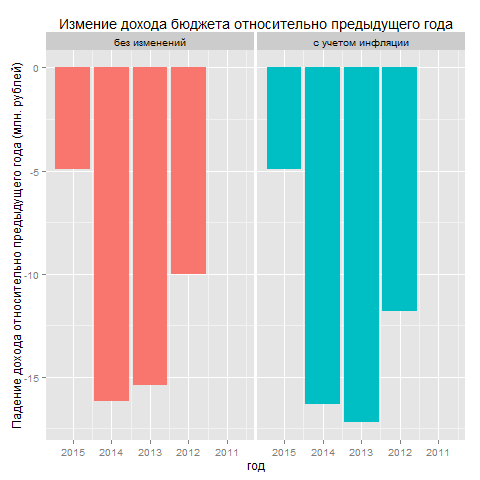 Измение дохода бюджета относительно предыдущего года
без изменений
с учетом инфляции
Падение дохода относительно предыдущего года (млн. рублей)
0
-5
-10
-15
2015 2014 2013 2012 2011
2015 2014 2013 2012 2011
год